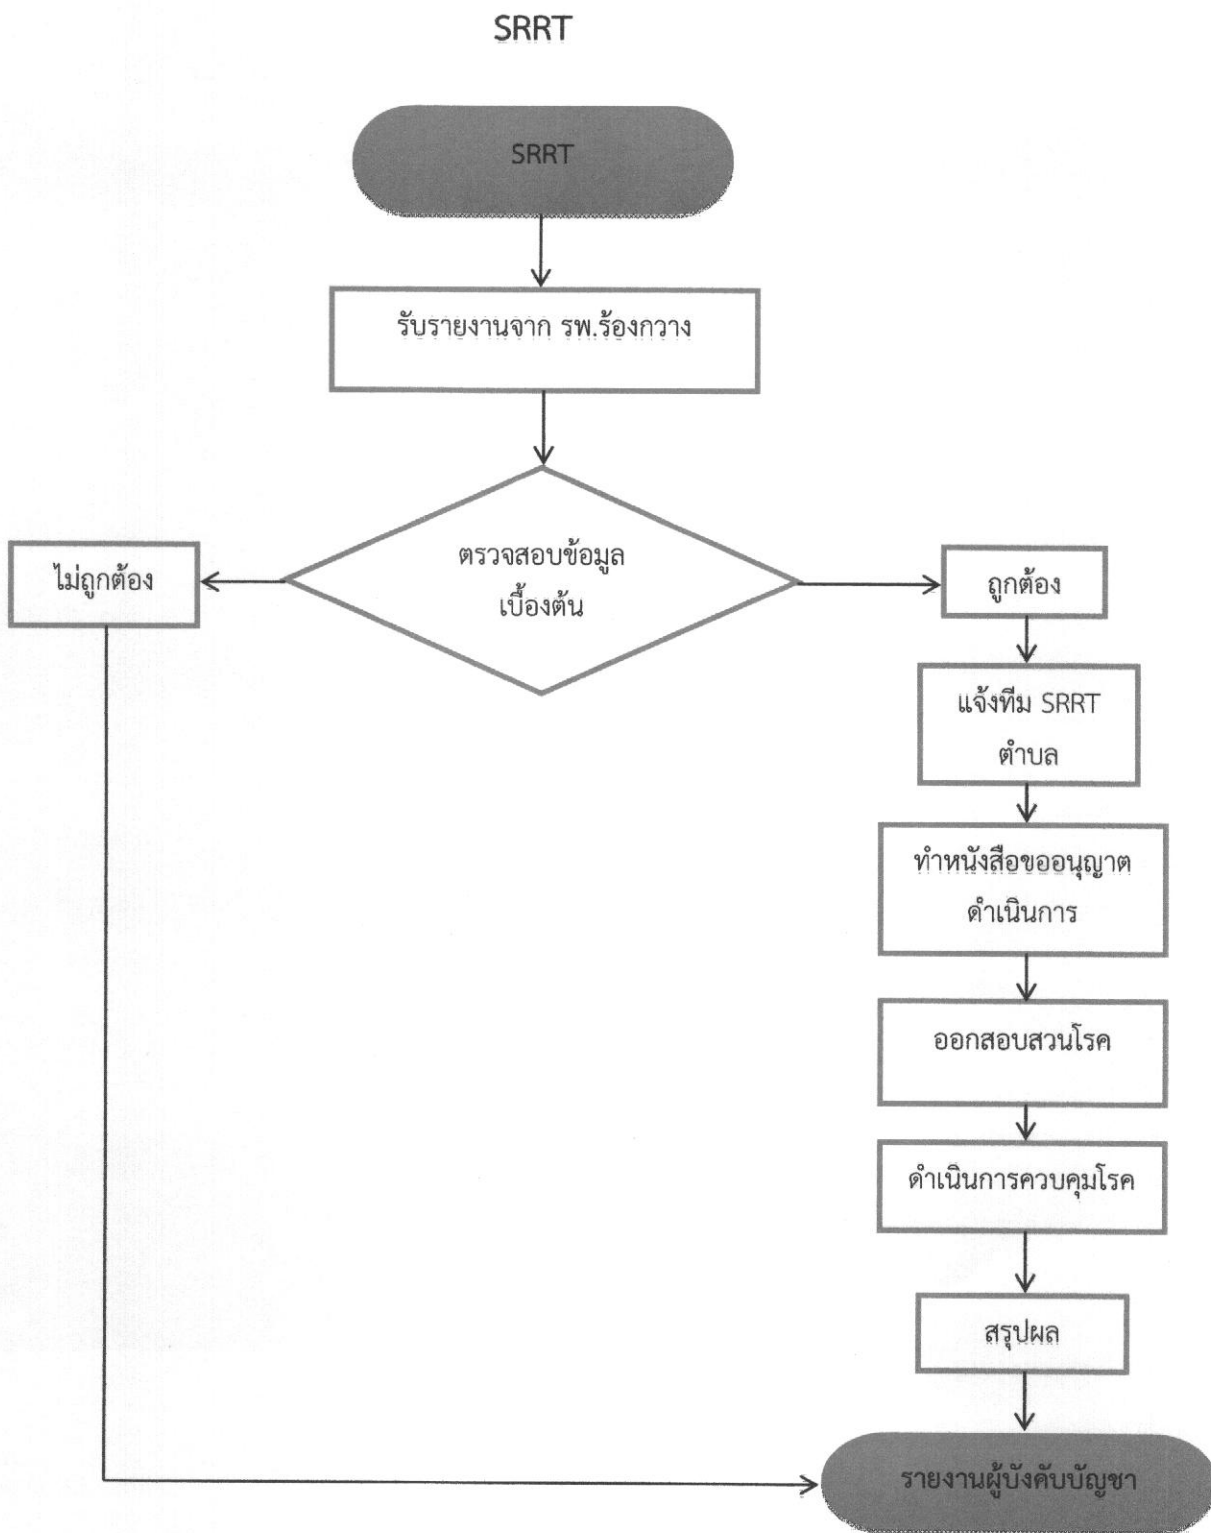 SRRT
SRRT
รับรายงานจาก รพ.ร้องกวาง
ตรวจสอบข้อมูล
เบื้องต้น
ไม่ถูกต้อง
ถูกต้อง
แจ้งทีม SRRT
ตำบล
ทำหนังสือขออนุญาต
ดำเนินการ
ออกสอบสวนโรค
ดำเนินการควบคุมโรค
สรุปผล
รายงานผู้บังคับบัญชา